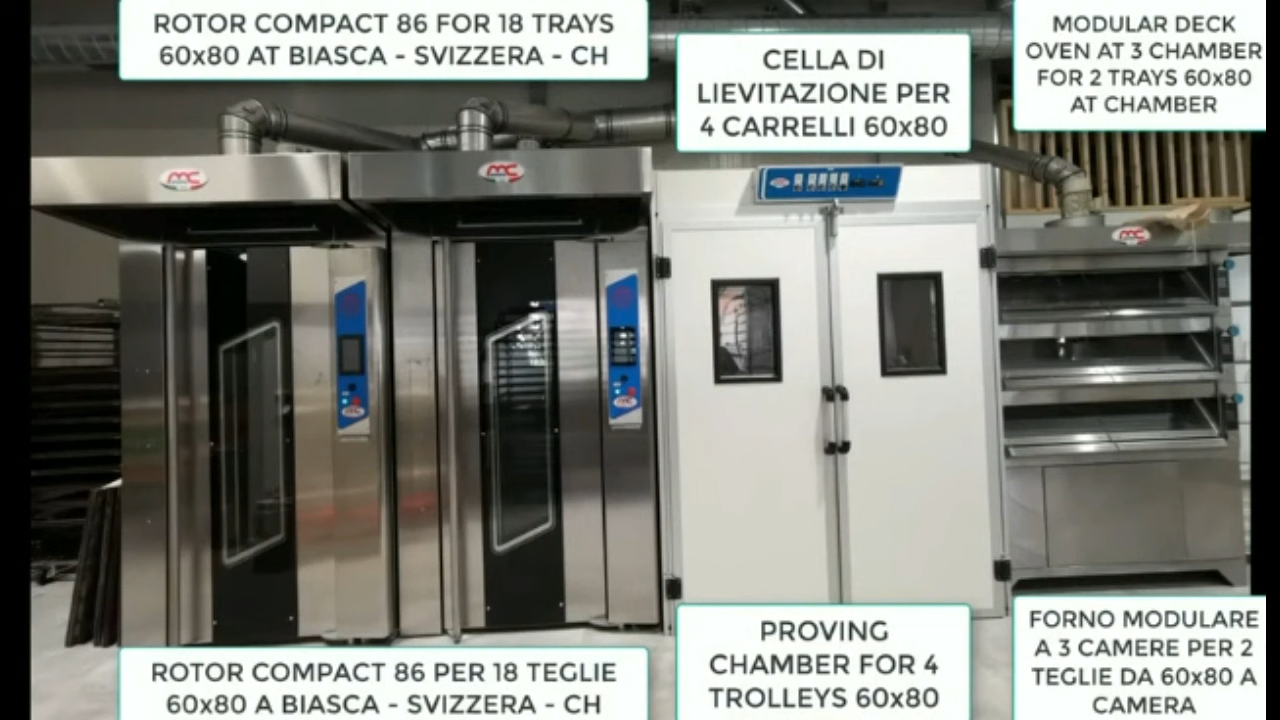 ROTOR COMPACT 86 FOR 18 TRAYS
60x80 AT BIASCA - SVIZZERA - CH
CELLA DI
LIEVITAZIONE PER
4 CARRELLI 60x80
MODULAR DECK
OVEN AT 3 CHAMBER
FOR 2 TRAYS 60x80
AT CHAMBER
ROTOR COMPACT 86 PER 18 TEGLIE
60x80 A BIASCA - SVIZZERA - CH
PROVING
CHAMBER FOR 4
TROLLEYS 60x80
FORNO MODULARE
A 3 CAMERE PER 2
TEGLIE DA 60x80 A
CAMERA